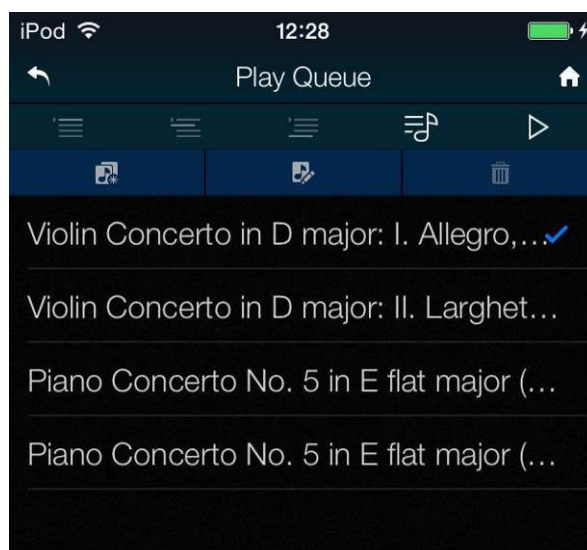 iPod 12:28
Play Queue
Violin Concerto in D major: I. Allegro,...
Violin Concerto in D major: II. Larghet...
Piano Concerto No. 5 in E flat major (...
Piano Concerto No. 5 in E flat major (...